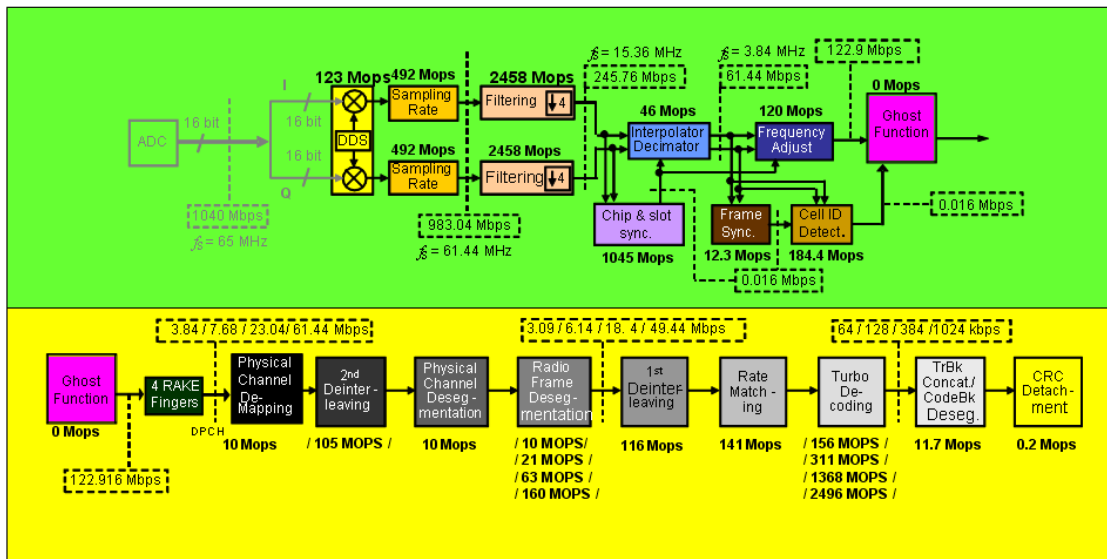 fs = 15.36 MHz
fs = 3.84 MHz
122.9 Mbps
123 Mops
492 Mops
2458 Mops
245.76 Mbps
61.44 Mbps
0 Mops
I
16 bit
16 bit
ADC
DDS
Sampling
Rate
Filtering
4
46 Mops
Interpolator
Decimator
120 Mops
Frequency
Adjust
Ghost
Function
16 bit
Q
492 Mops
Sampling
Rate
2458 Mops
Filtering
4
1040 Mbps
fs = 65 MHz
983.04 Mbps
fs = 61.44 MHz
Chip & slot
sync.
1045 Mops
Frame
Sync.
12.3 Mops
Cell ID
Detect.
184.4 Mops
0.016 Mbps
0.016 Mbps
3.84 / 7.68 / 23.04/ 61.44 Mbps
3.09 / 6.14 / 18. 4 / 49.44 Mbps
64 / 128 / 384 /1024 kbps
Ghost
Function
0 Mops
4 RAKE
Fingers
DPCH
122.916 Mbps
Physical
Channel
De-
Mapping
10 Mops
2nd
Deinter-
leaving
/ 105 MOPS /
Physical
Channel
Deseg-
mentation
10 Mops
Radio
Frame
Deseg-
mentation
/ 10 MOPS/
/ 21 MOPS /
/ 63 MOPS /
/ 160 MOPS /
1st
Deinter-
leaving
116 Mops
Rate
Match -
ing
141 Mops
Turbo
De-
coding
/ 156 MOPS /
/ 311 MOPS /
/ 1368 MOPS /
/ 2496 MOPS /
TrBk
Concat./
CodeBk
Deseg.
11.7 Mops
CRC
Detach-
ment
0.2 Mops